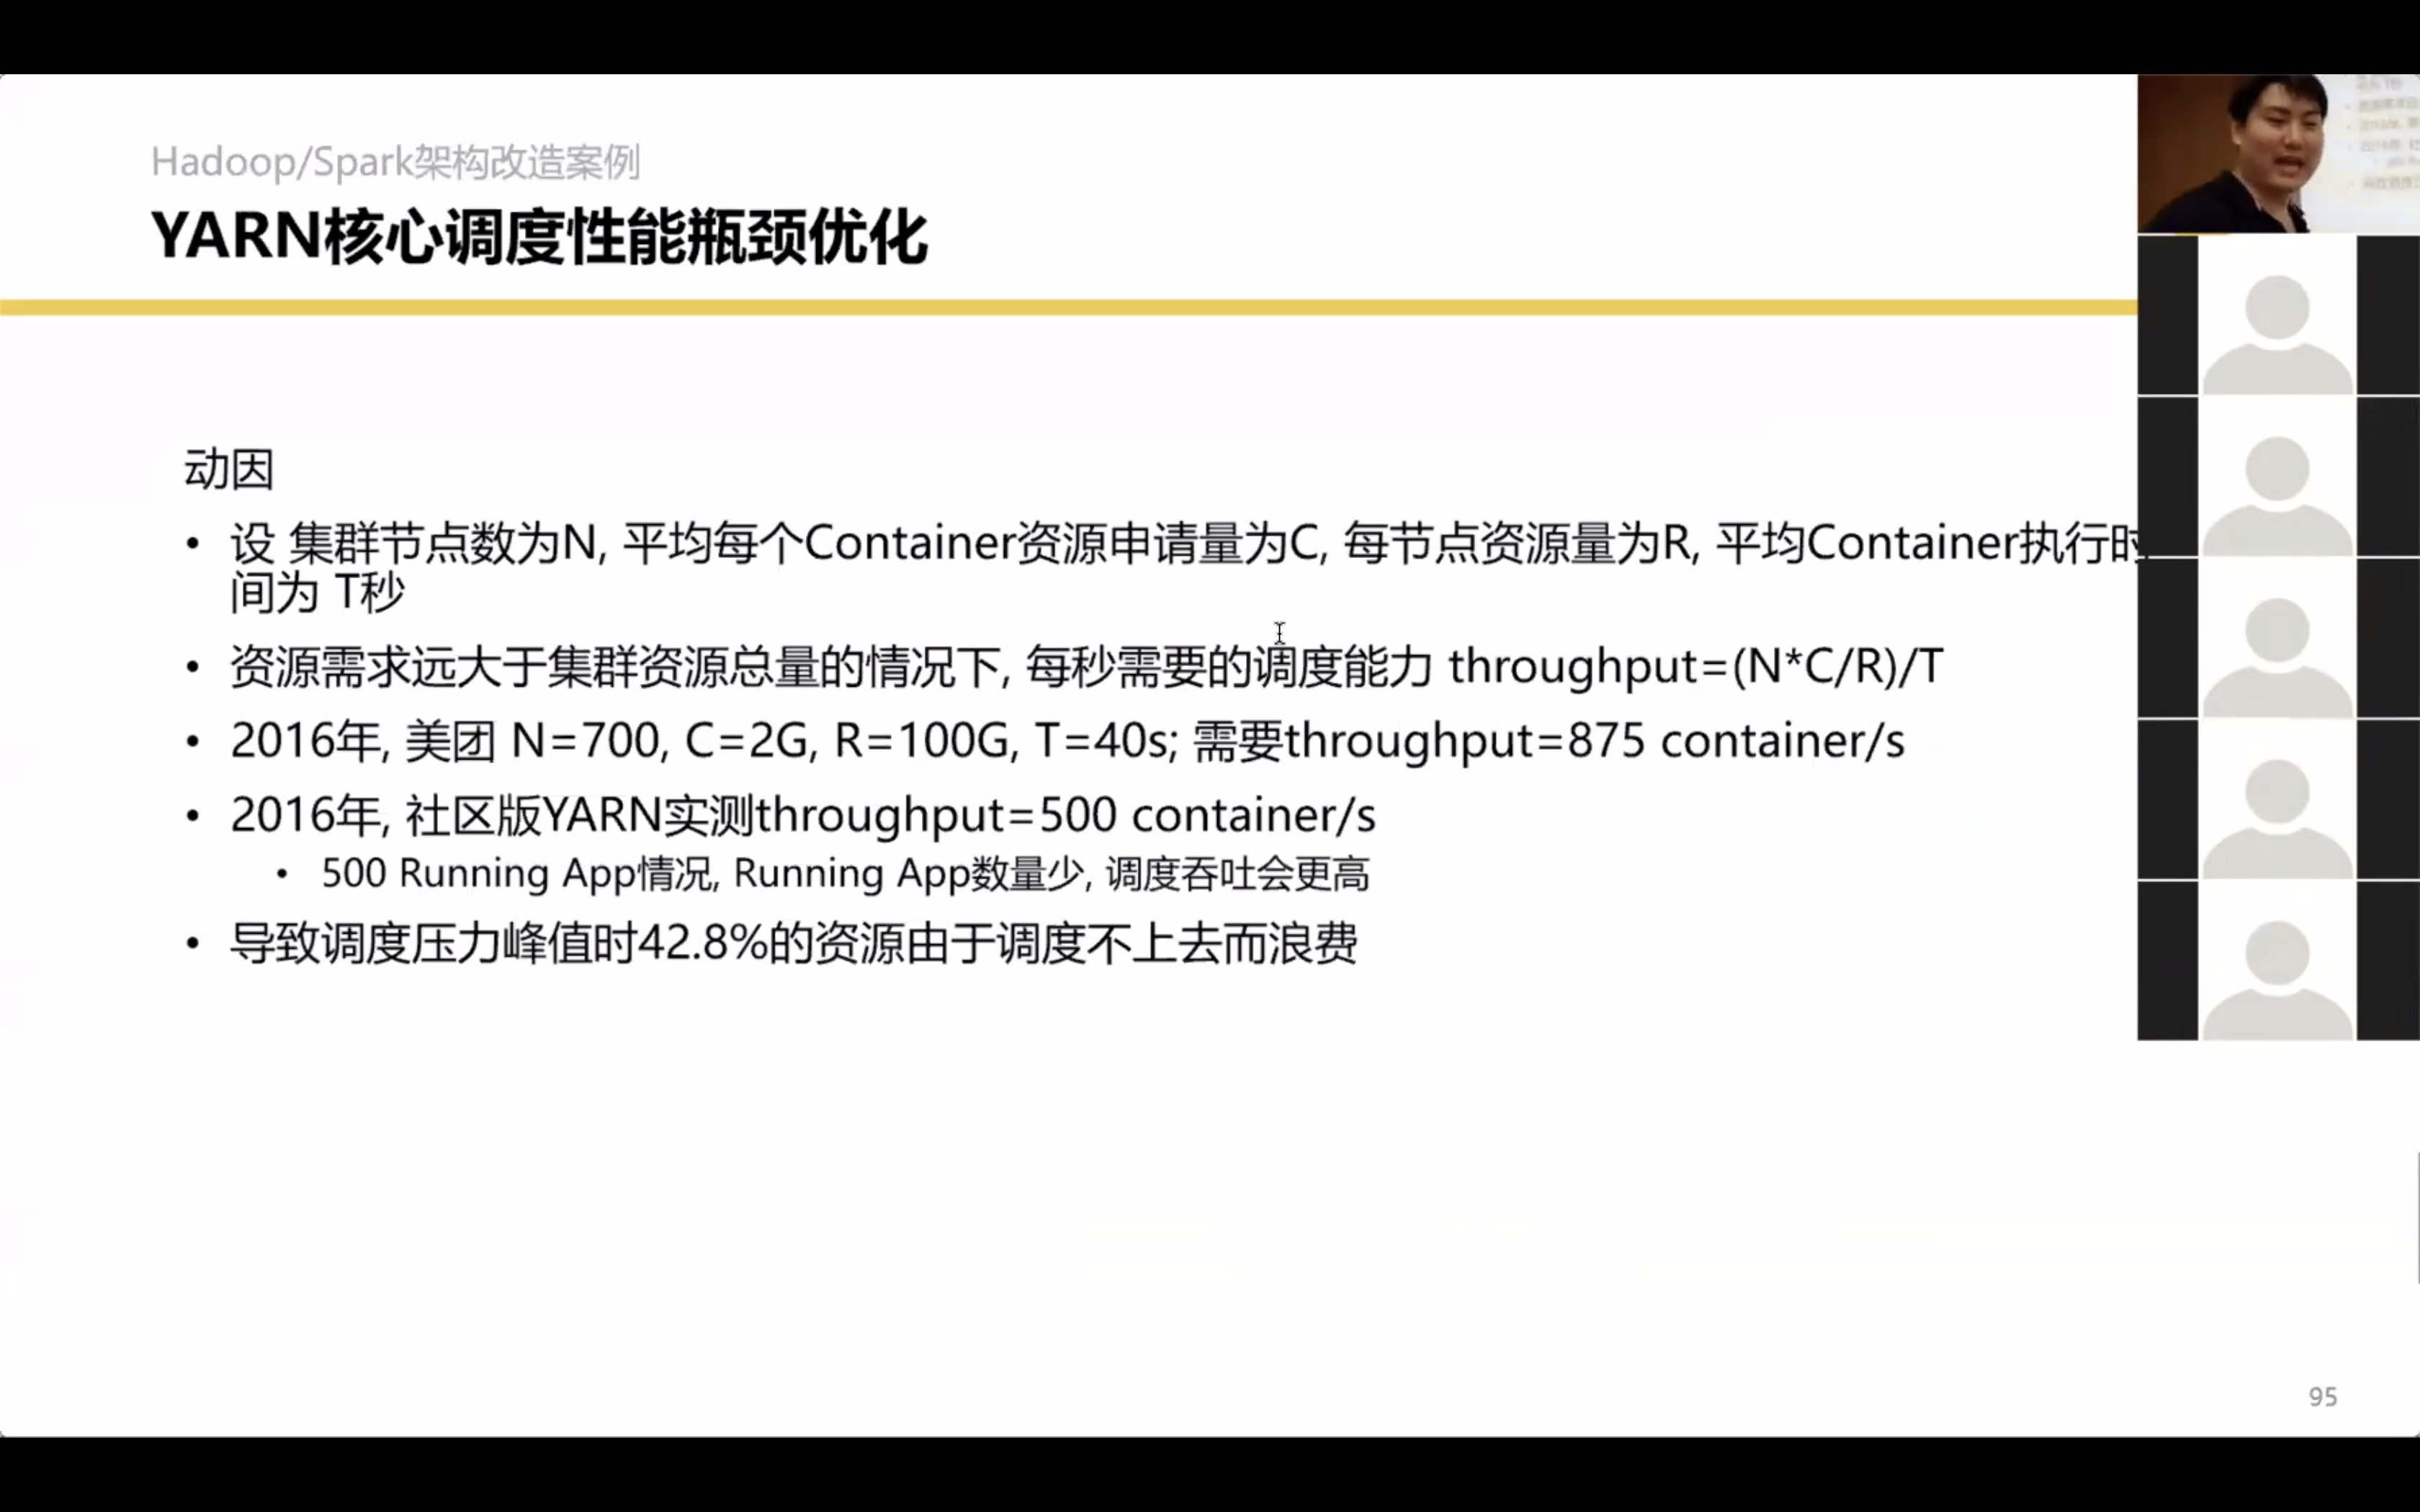 Hadoop/Spark架构改造案例
YARN核心调度性能瓶颈优化
动因
• 设 集群节点数为N, 平均每个Container资源申请量为C, 每节点资源量为R, 平均Container执行时
间为 T秒
• 资源需求远大于集群资源总量的情况下, 每秒需要的调度能力 throughput=(N*C/R)/T
• 2016年, 美团 N=700, C=2G, R=100G, T=40s; 需要throughput=875 container/s
• 2016年, 社区版YARN实测throughput=500 container/s
• 500 Running App情况, Running App数量少, 调度吞吐会更高
• 导致调度压力峰值时42.8%的资源由于调度不上去而浪费
95